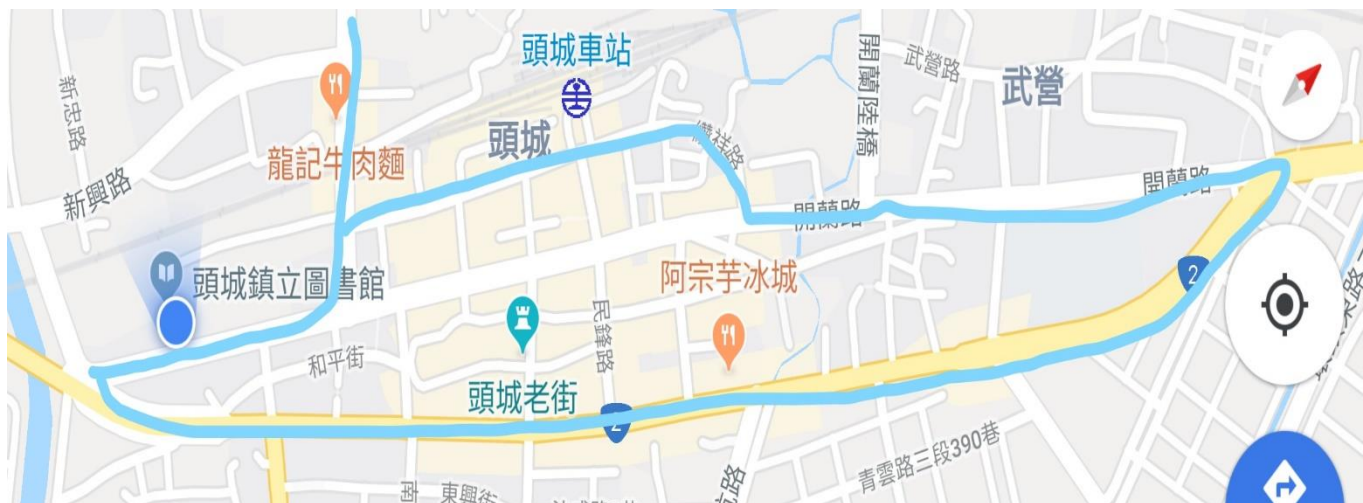 頭城車站
開蘭陸橋
武營路
武營
新忠路
頭城
纘祥路
龍記牛肉麵
新興路
開蘭路
開蘭路
頭城鎮立圖書館
阿宗芋冰城
2
民鋒路
和平街
頭城老街
2
青雲路三段390巷
東興街